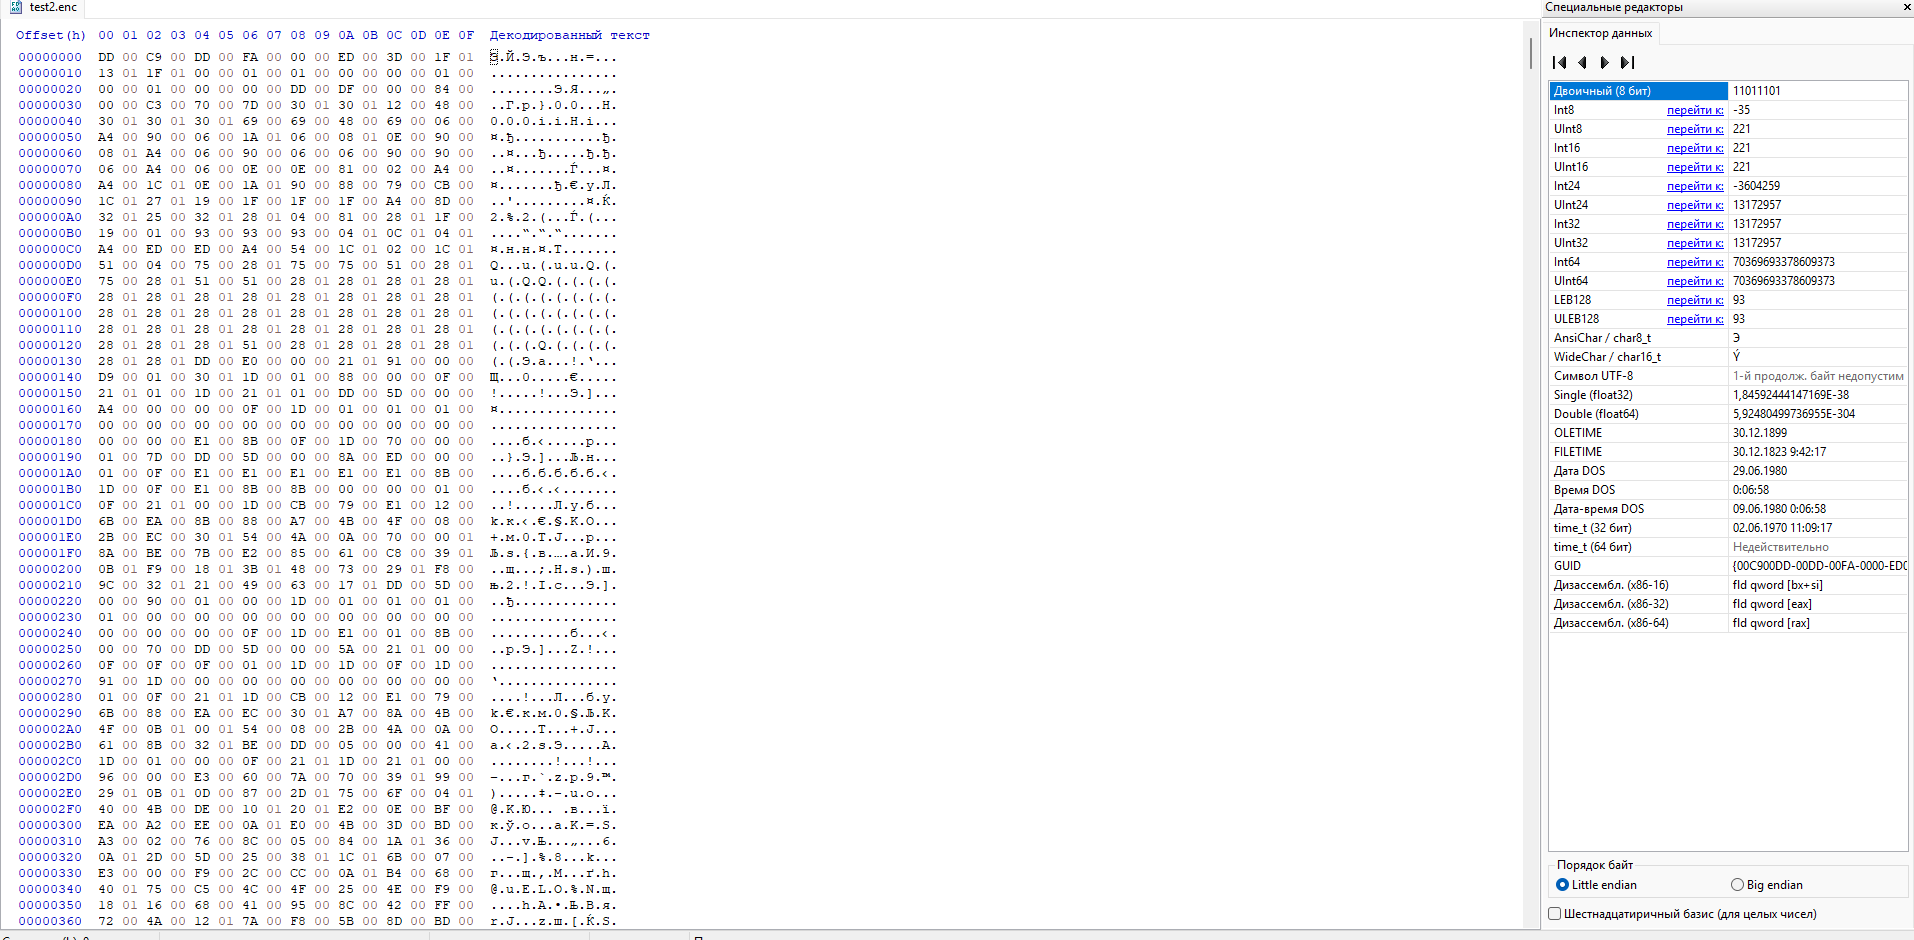 test2.enc
Offset(h) 00 01 02 03 04 05 06 07 08 09 0A 0B 0C 0D 0E 0F Декодированный текст
00000000 DD 00 C9 00 DD 00 FA 00 00 00 ED 00 3D 00 1F 01 Э.Й.Э.ъ...н.=...
00000010 13 01 1F 01 00 00 01 00 01 00 00 00 00 00 01 00 ................
00000020 00 00 01 00 00 00 00 00 DD 00 DF 00 00 00 84 00 ........Э.Я...„.
00000030 00 00 C3 00 70 00 7D 00 30 01 30 01 12 00 48 00 ..Г.p.}.0.0...H.
00000040 30 01 30 01 30 01 69 00 69 00 48 00 69 00 06 00 0.0.0.i.i.H.i...
00000050 A4 00 90 00 06 00 1A 01 06 00 08 01 0E 00 90 00 ¤.ђ...........ђ.
00000060 08 01 A4 00 06 00 90 00 06 00 06 00 90 00 90 00 ..¤...ђ.....ђ.ђ.
00000070 06 00 A4 00 06 00 0E 00 0E 00 81 00 02 00 A4 00 ..¤.......Ѓ...¤.
00000080 A4 00 1C 01 0E 00 1A 01 90 00 88 00 79 00 CB 00 ¤.......ђ.€.y.Л.
00000090 1C 01 27 01 19 00 1F 00 1F 00 1F 00 A4 00 8D 00 ..'.........¤.Ќ.
000000A0 32 01 25 00 32 01 28 01 04 00 81 00 28 01 1F 00 2.%.2.(...Ѓ.(...
000000B0 19 00 01 00 93 00 93 00 93 00 04 01 0C 01 04 01 ....“.“.“.......
000000C0 A4 00 ED 00 ED 00 A4 00 54 00 1C 01 02 00 1C 01 ¤.н.н.¤.T.......
000000D0 51 00 04 00 75 00 28 01 75 00 75 00 51 00 28 01 Q...u.(.u.u.Q.(.
000000E0 75 00 28 01 51 00 51 00 28 01 28 01 28 01 28 01 u.(.Q.Q.(.(.(.(.
000000F0 28 01 28 01 28 01 28 01 28 01 28 01 28 01 28 01 (.(.(.(.(.(.(.(.
00000100 28 01 28 01 28 01 28 01 28 01 28 01 28 01 28 01 (.(.(.(.(.(.(.(.
00000110 28 01 28 01 28 01 28 01 28 01 28 01 28 01 28 01 (.(.(.(.(.(.(.(.
00000120 28 01 28 01 28 01 51 00 28 01 28 01 28 01 28 01 (.(.(.Q.(.(.(.(.
00000130 28 01 28 01 DD 00 E0 00 00 00 21 01 91 00 00 00 (.(.Э.а...!.‘...
00000140 D9 00 01 00 30 01 1D 00 01 00 88 00 00 00 0F 00 Щ...0.....€.....
00000150 21 01 01 00 1D 00 21 01 01 00 DD 00 5D 00 00 00 !.....!...Э.]...
00000160 A4 00 00 00 00 00 0F 00 1D 00 01 00 01 00 01 00 ¤...............
00000170 00 00 00 00 00 00 00 00 00 00 00 00 00 00 00 00 ................
00000180 00 00 00 00 E1 00 8B 00 0F 00 1D 00 70 00 00 00 ....б.‹.....p...
00000190 01 00 7D 00 DD 00 5D 00 00 00 8A 00 ED 00 00 00 ..}.Э.]...Љ.н...
000001A0 01 00 0F 00 E1 00 E1 00 E1 00 E1 00 E1 00 8B 00 ....б.б.б.б.б.‹.
000001B0 1D 00 0F 00 E1 00 8B 00 8B 00 00 00 00 00 01 00 ....б.‹.‹.......
000001C0 0F 00 21 01 00 00 1D 00 CB 00 79 00 E1 00 12 00 ..!.....Л.y.б...
000001D0 6B 00 EA 00 8B 00 88 00 A7 00 4B 00 4F 00 08 00 k.к.‹.€.§.K.O...
000001E0 2B 00 EC 00 30 01 54 00 4A 00 0A 00 70 00 00 01 +.м.0.T.J...p...
000001F0 8A 00 BE 00 7B 00 E2 00 85 00 61 00 C8 00 39 01 Љ.ѕ.{.в.….a.И.9.
00000200 0B 01 F9 00 18 01 3B 01 48 00 73 00 29 01 F8 00 ..щ...;.H.s.).ш.
00000210 9C 00 32 01 21 00 49 00 63 00 17 01 DD 00 5D 00 њ.2.!.I.c...Э.].
00000220 00 00 90 00 01 00 00 00 1D 00 01 00 01 00 01 00 ..ђ.............
00000230 01 00 00 00 00 00 00 00 00 00 00 00 00 00 00 00 ................
00000240 00 00 00 00 00 00 0F 00 1D 00 E1 00 01 00 8B 00 ..........б...‹.
00000250 00 00 70 00 DD 00 5D 00 00 00 5A 00 21 01 00 00 ..p.Э.]...Z.!...
00000260 0F 00 0F 00 0F 00 01 00 1D 00 1D 00 0F 00 1D 00 ................
00000270 91 00 1D 00 00 00 00 00 00 00 00 00 00 00 00 00 ‘...............
00000280 01 00 0F 00 21 01 1D 00 CB 00 12 00 E1 00 79 00 ....!...Л...б.y.
00000290 6B 00 88 00 EA 00 EC 00 30 01 A7 00 8A 00 4B 00 k.€.к.м.0.§.Љ.K.
000002A0 4F 00 0B 01 00 01 54 00 08 00 2B 00 4A 00 0A 00 O.....T...+.J...
000002B0 61 00 8B 00 32 01 BE 00 DD 00 05 00 00 00 41 00 a.‹.2.ѕ.Э.....A.
000002C0 1D 00 01 00 00 00 0F 00 21 01 1D 00 21 01 00 00 ........!...!...
000002D0 96 00 00 00 E3 00 60 00 7A 00 70 00 39 01 99 00 –...г.`.z.p.9.™.
000002E0 29 01 0B 01 0D 00 87 00 2D 01 75 00 6F 00 04 01 ).....‡.-.u.o...
000002F0 40 00 4B 00 DE 00 10 01 20 01 E2 00 0E 00 BF 00 @.K.Ю... .в...ї.
00000300 EA 00 A2 00 EE 00 0A 01 E0 00 4B 00 3D 00 BD 00 к.ў.о...а.K.=.Ѕ.
00000310 A3 00 02 00 76 00 8C 00 05 00 84 00 1A 01 36 00 Ј...v.Њ...„...6.
00000320 0A 01 2D 00 5D 00 25 00 38 01 1C 01 6B 00 07 00 ..-.].%.8...k...
00000330 E3 00 00 00 F9 00 2C 00 CC 00 0A 01 B4 00 68 00 г...щ.,.М...ґ.h.
00000340 40 01 75 00 C5 00 4C 00 4F 00 25 00 4E 00 F9 00 @.u.Е.L.O.%.N.щ.
00000350 18 01 16 00 68 00 41 00 95 00 8C 00 42 00 FF 00 ....h.A.•.Њ.B.я.
00000360 72 00 4A 00 12 01 7A 00 F8 00 5B 00 8D 00 BD 00 r.J...z.ш.[.Ќ.Ѕ.
Специальные редакторы
Инспектор данных
Двоичный (8 бит) 11011101
Int8 перейти к: -35
UInt8 перейти к: 221
Int16 перейти к: 221
UInt16 перейти к: 221
Int24 перейти к: -3604259
UInt24 перейти к: 13172957
Int32 перейти к: 13172957
UInt32 перейти к: 13172957
Int64 перейти к: 70369693378609373
UInt64 перейти к: 70369693378609373
LEB128 перейти к: 93
ULEB128 перейти к: 93
AnsiChar / char8_t Э
WideChar / char16_t Ý
Символ UTF-8 1-й продолж. байт недопустим
Single (float32) 1,84592444147169E-38
Double (float64) 5,92480499736955E-304
OLETIME 30.12.1899
FILETIME 30.12.1823 9:42:17
Дата DOS 29.06.1980
Время DOS 0:06:58
Дата-время DOS 09.06.1980 0:06:58
time_t (32 бит) 02.06.1970 11:09:17
time_t (64 бит) Недействительно
GUID {00C900DD-00DD-00FA-0000-ED0
Дизассембл. (x86-16) fld qword [bx+si]
Дизассембл. (x86-32) fld qword [eax]
Дизассембл. (x86-64) fld qword [rax]
Порядок байт
Little endian Big endian
Шестнадцатиричный базис (для целых чисел)